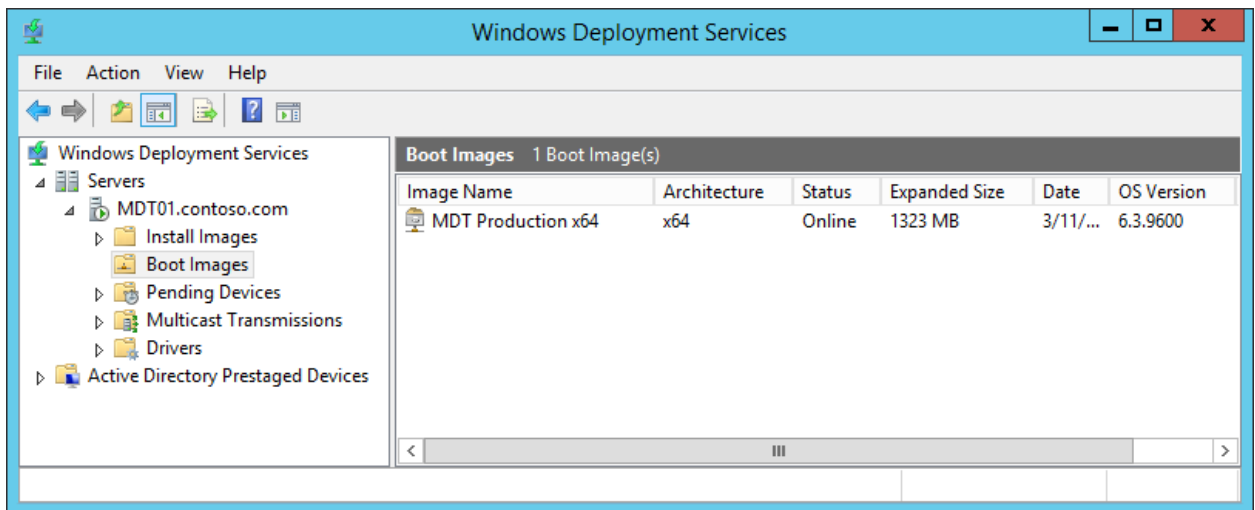 Windows Deployment Services
File Action View Help
Windows Deployment Services
Servers
MDT01.contoso.com
Install Images
Boot Images
Pending Devices
Multicast Transmissions
Drivers
Active Directory Prestaged Devices
Boot Images 1 Boot Image(s)
Image Name Architecture Status Expanded Size Date OS Version
MDT Production x64 x64 Online 1323 MB 3/11/... 6.3.9600